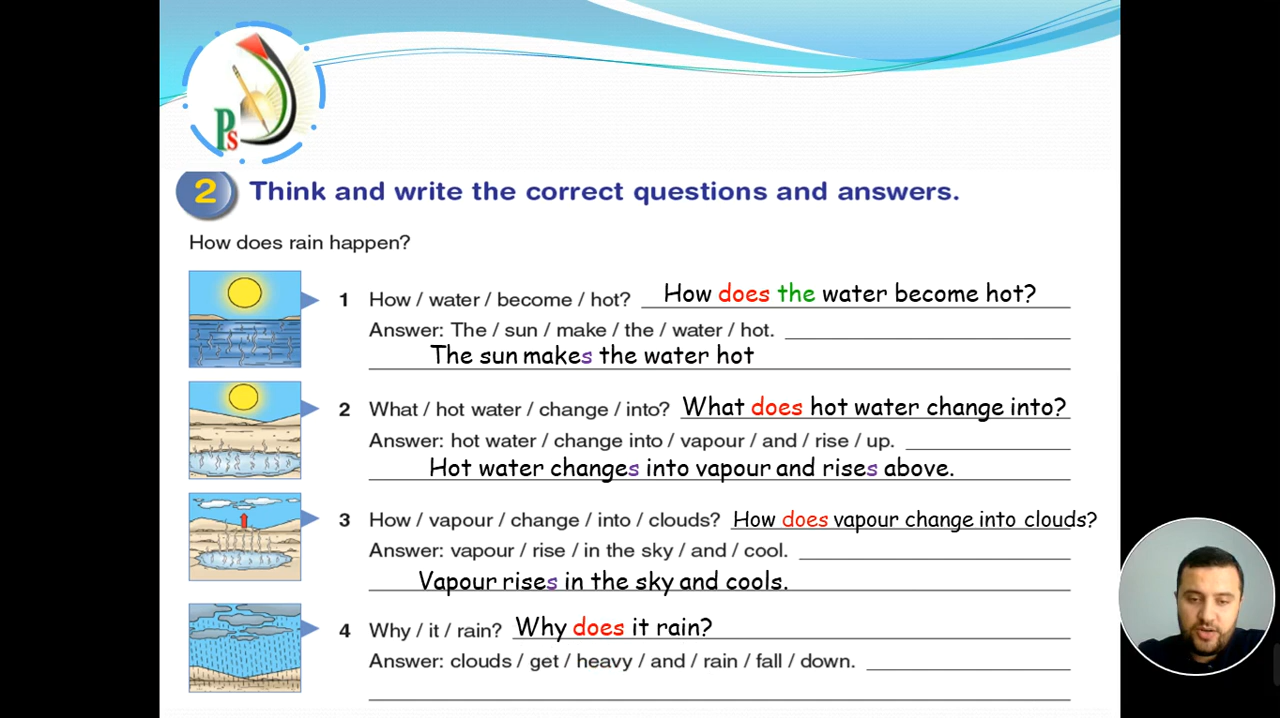 Ps
2 Think and write the correct questions and answers.
How does rain happen?
1 How / water / become / hot? How does the water become hot?
Answer: The / sun / make / the / water / hot.
The sun makes the water hot
2 What / hot water / change / into? What does hot water change into?
Answer: hot water / change into / vapour / and / rise / up.
Hot water changes into vapour and rises above.
3 How / vapour / change / into / clouds? How does vapour change into clouds?
Answer: vapour / rise / in the sky / and / cool.
Vapour rises in the sky and cools.
4 Why / it / rain? Why does it rain?
Answer: clouds / get / heavy / and / rain / fall / down.